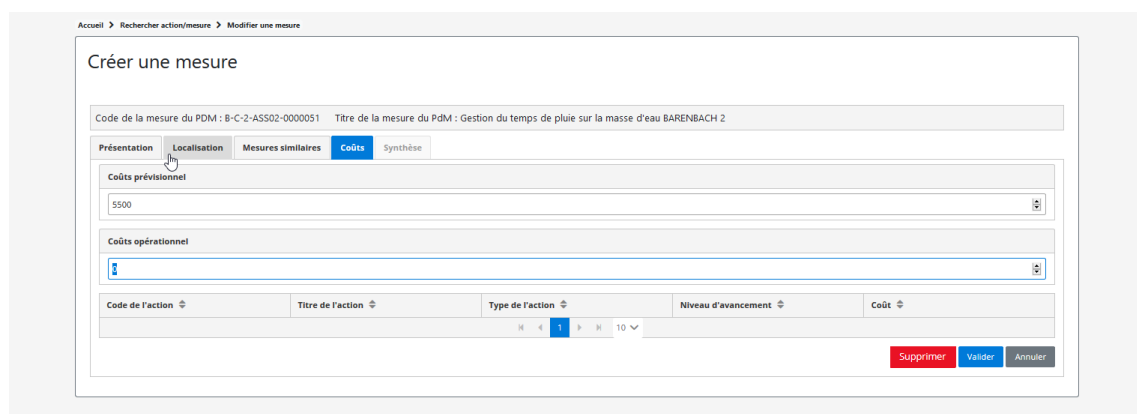 Accueil > Rechercher action/mesure > Modifier une mesure
Créer une mesure
Code de la mesure du PDM : B-C-2-ASS02-0000051 Titre de la mesure du PdM : Gestion du temps de pluie sur la masse d'eau BARENBACH 2
Présentation Localisation Mesures similaires Coûts Synthèse
Coûts prévisionnel
5500
Coûts opérationnel
0
Code de l'action Titre de l'action Type de l'action Niveau d'avancement Coût
1 10
Supprimer Valider Annuler